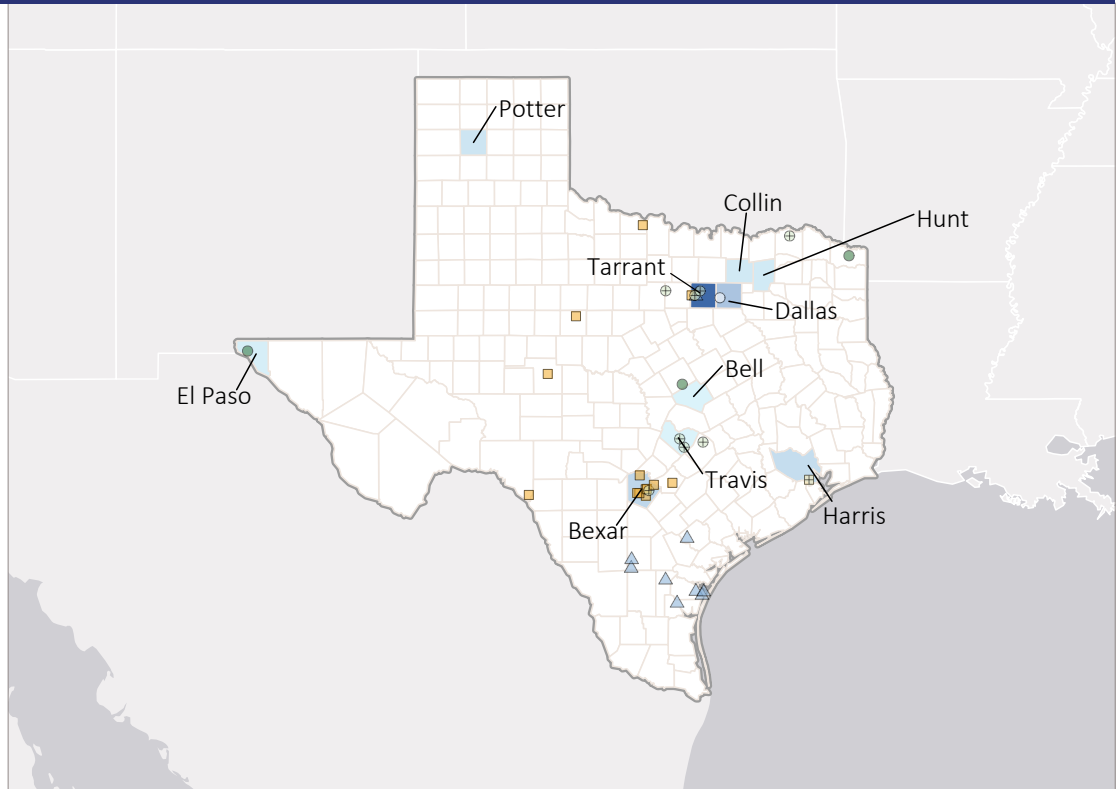 Potter
Collin
Hunt
Tarrant
Dallas
Bell
El Paso
Travis
Harris
Bexar